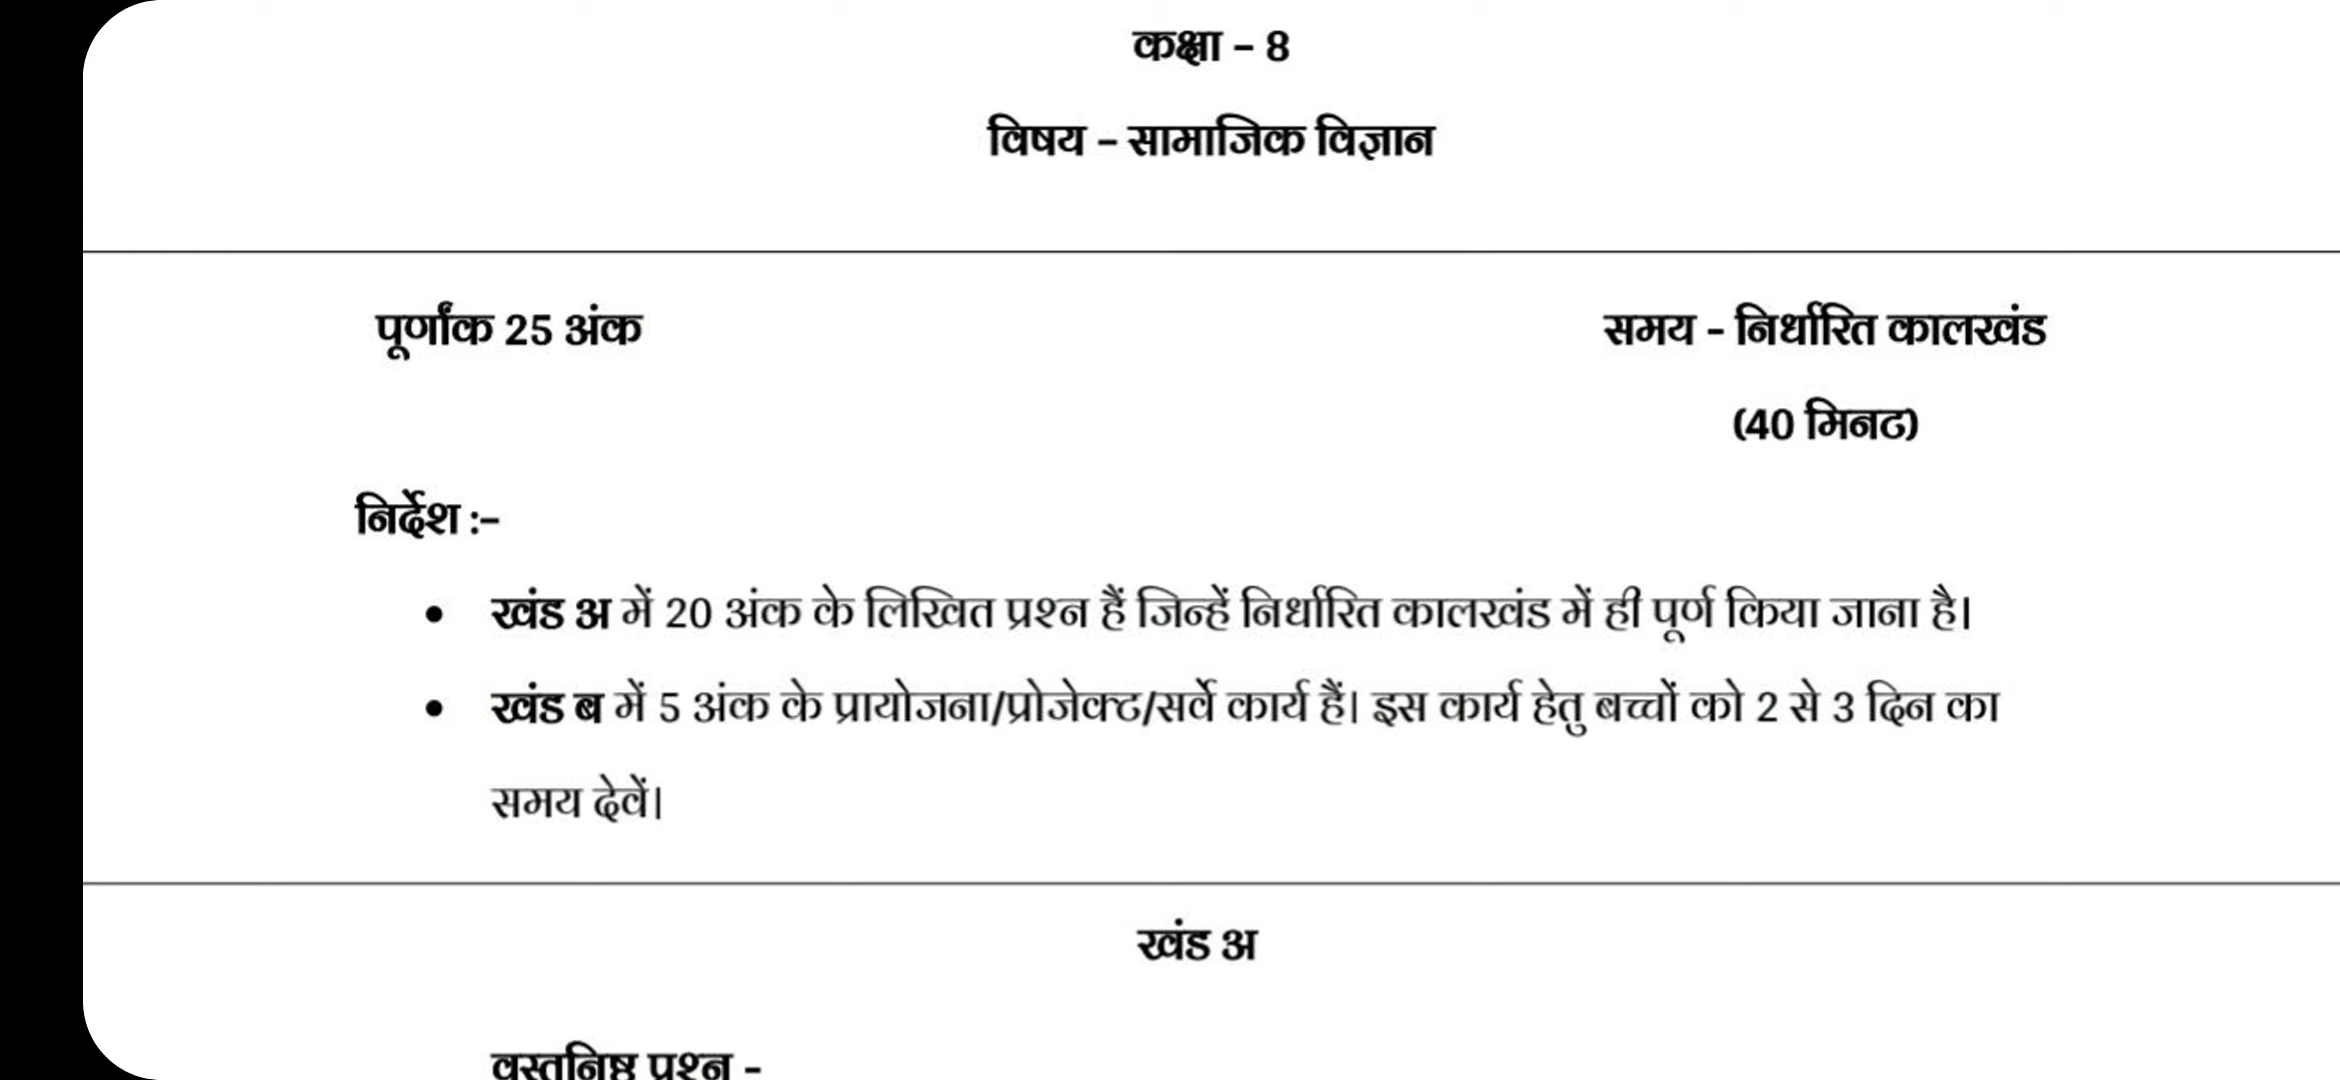 कक्षा – 8
विषय – सामाजिक विज्ञान
पूर्णांक 25 अंक
समय - निर्धारित कालखंड
(40 मिनट)
निर्देश :–
• खंड अ में 20 अंक के लिखित प्रश्न हैं जिन्हें निर्धारित कालखंड में ही पूर्ण किया जाना है।
• खंड ब में 5 अंक के प्रायोजना/प्रोजेक्ट/सर्वे कार्य हैं। इस कार्य हेतु बच्चों को 2 से 3 दिन का
समय देवें।
खंड अ
वस्तुनिष्ठ प्रश्न -